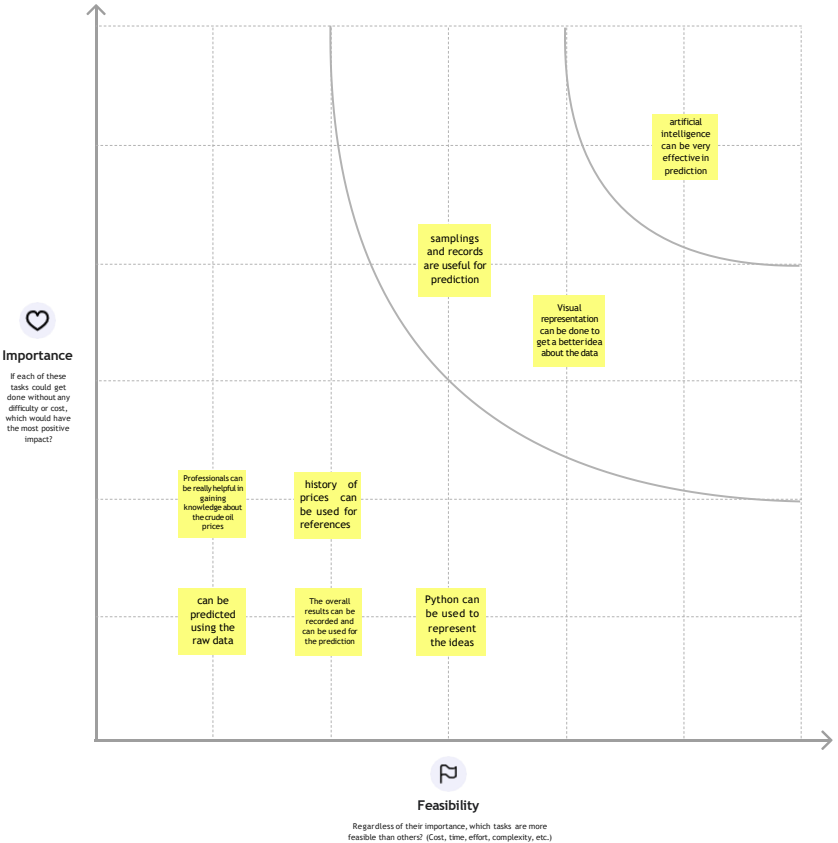 artificial
intelligence
can be very
effective in
prediction
samplings
and records
are useful for
prediction
Visual
representation
can be done to
get a better idea
about the data
Importance
If each of these
tasks could get
done without any
difficulty or cost,
which would have
the most positive
impact?
Professionals can
be really helpful in
gaining
knowledge about
the crude oil
prices
history of
prices can
be used for
references
can be
predicted
using the
raw data
The overall
results can be
recorded and
can be used for
the prediction
Python can
be used to
represent
the ideas
Feasibility
Regardless of their importance, which tasks are more
feasible than others? (Cost, time, effort, complexity, etc.)